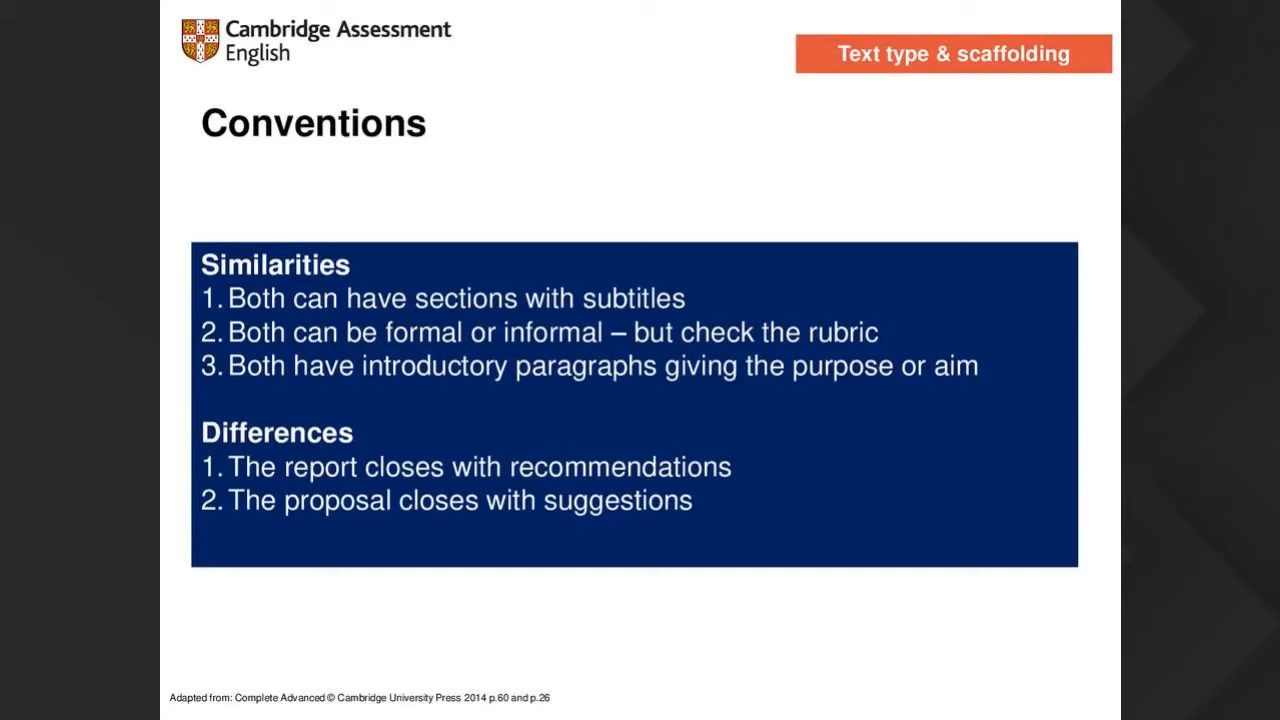 Cambridge Assessment
English
Text type & scaffolding
Conventions
Similarities
1. Both can have sections with subtitles
2. Both can be formal or informal – but check the rubric
3. Both have introductory paragraphs giving the purpose or aim
Differences
1. The report closes with recommendations
2. The proposal closes with suggestions
Adapted from: Complete Advanced © Cambridge University Press 2014 p.60 and p.26